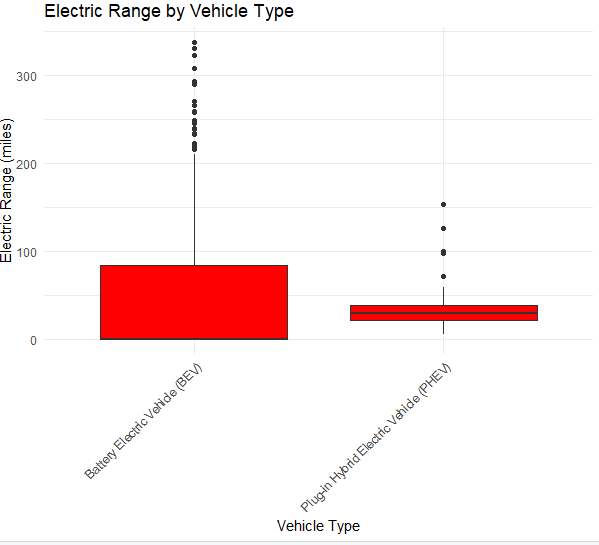 Electric Range by Vehicle Type
Electric Range (miles)
300
200
100
0
Battery Electric Vehicle (BEV)
Plug-in Hybrid Electric Vehicle (PHEV)
Vehicle Type